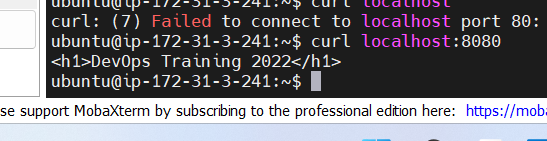 ubuntu@ip-172-31-3-241:~$ curl localhost
curl: (7) Failed to connect to localhost port 80:
ubuntu@ip-172-31-3-241:~$ curl localhost:8080
<h1>DevOps Training 2022</h1>
ubuntu@ip-172-31-3-241:~$
se support MobaXterm by subscribing to the professional edition here: https://moba